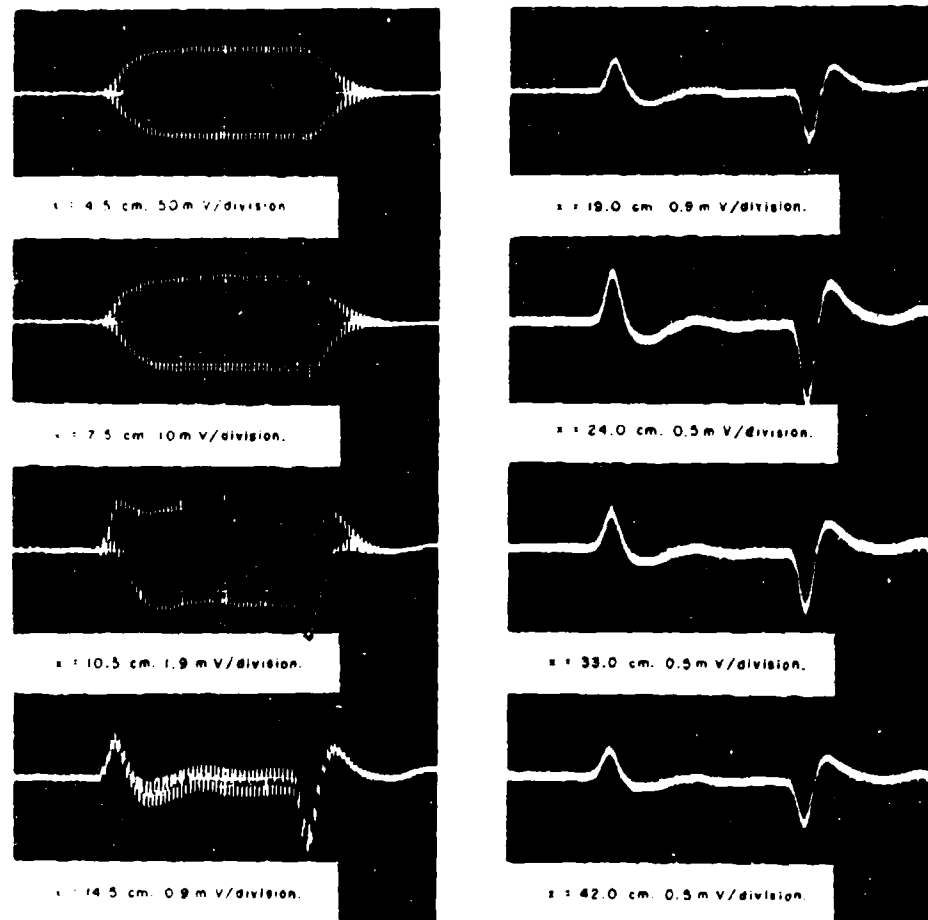 x = 4.5 cm. 50 m V/division
x = 7.5 cm 10 m V/division.
x = 10.5 cm. 1.9 m V/division.
x = 14.5 cm. 0.9 m V/division.
x = 19.0 cm. 0.9 m V/division.
x = 24.0 cm. 0.5 m V/division.
x = 33.0 cm. 0.5 m V/division.
x = 42.0 cm. 0.5 m V/division.